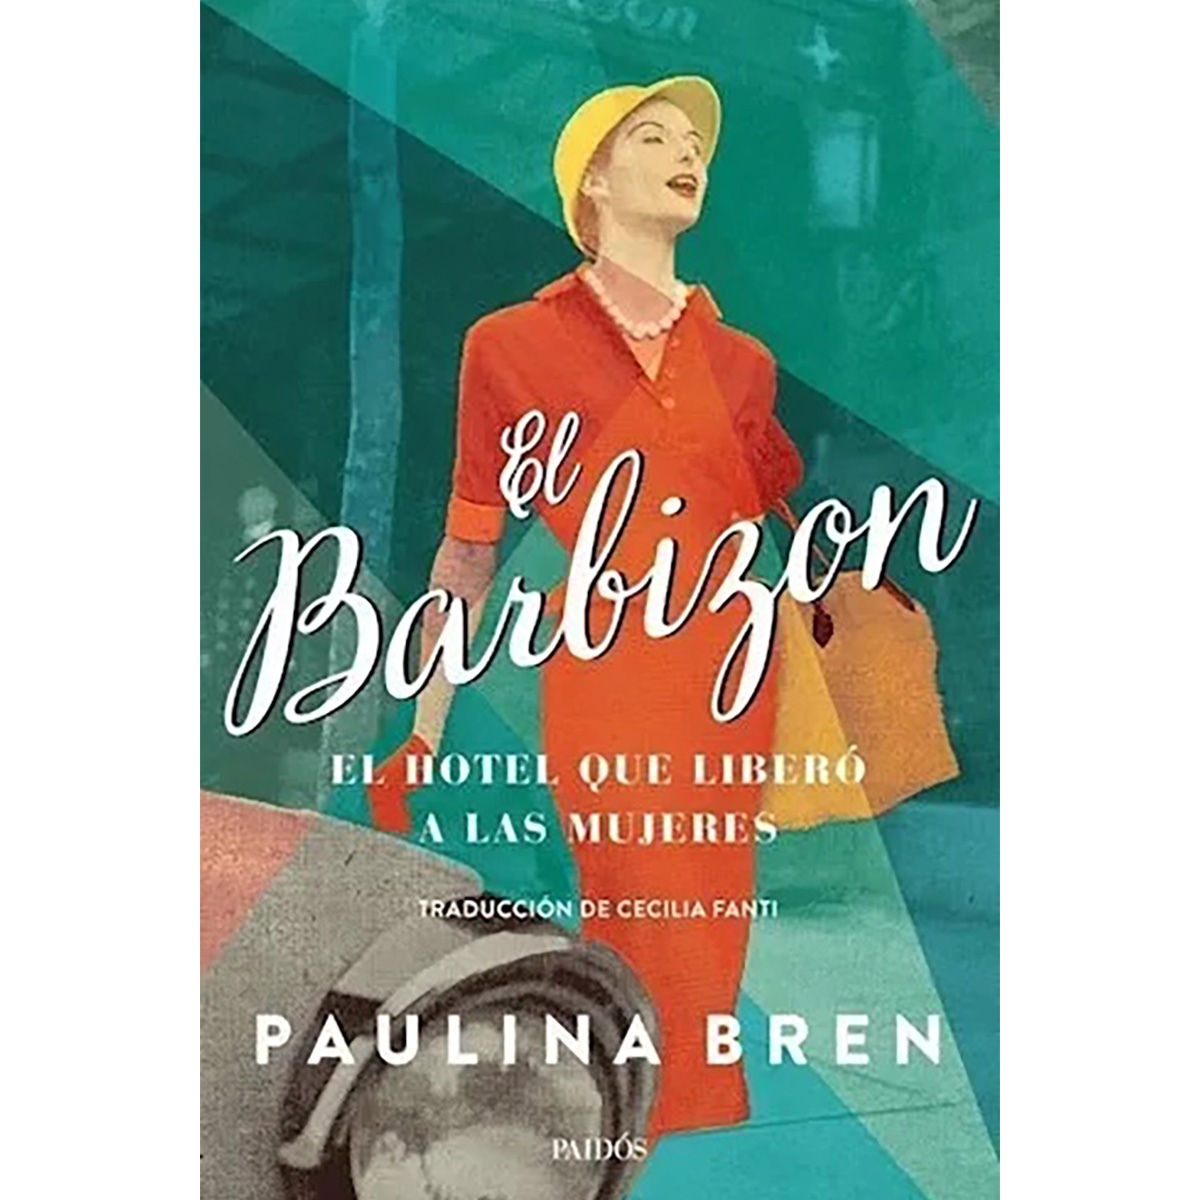 El
Barbizon
EL HOTEL QUE LIBERÓ
A LAS MUJERES
TRADUCCIÓN DE CECILIA FANTI
PAULINA BREN
PAIDÓS